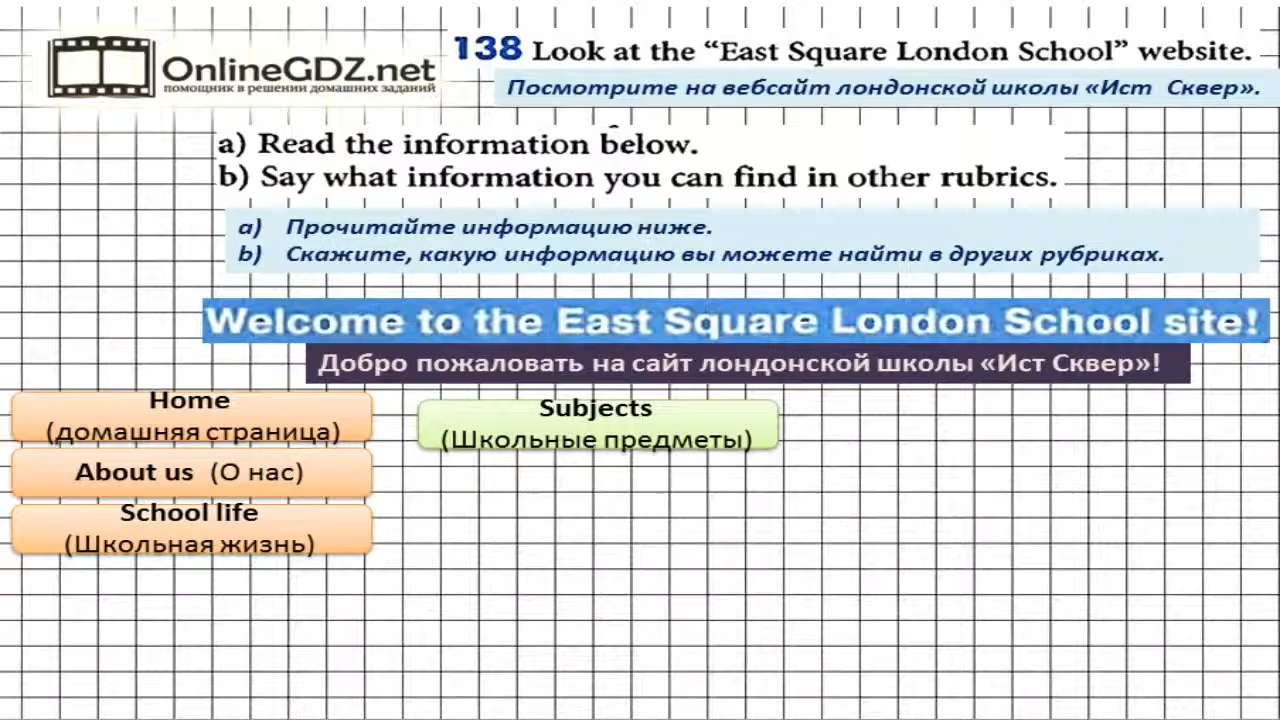 OnlineGDZ.net
помощник в решении домашних заданий
138 Look at the “East Square London School” website.
Посмотрите на вебсайт лондонской школы «Ист Сквер».
a) Read the information below.
b) Say what information you can find in other rubrics.
a) Прочитайте информацию ниже.
b) Скажите, какую информацию вы можете найти в других рубриках.
Welcome to the East Square London School site!
Добро пожаловать на сайт лондонской школы «Ист Сквер»!
Home
(домашняя страница)
About us (О нас)
School life
(Школьная жизнь)
Subjects
(Школьные предметы)